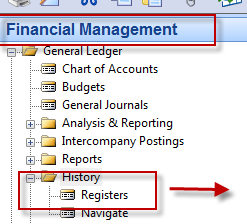 Financial Management
General Ledger
Chart of Accounts
Budgets
General Journals
Analysis & Reporting
Intercompany Postings
Reports
History
Registers
Navigate